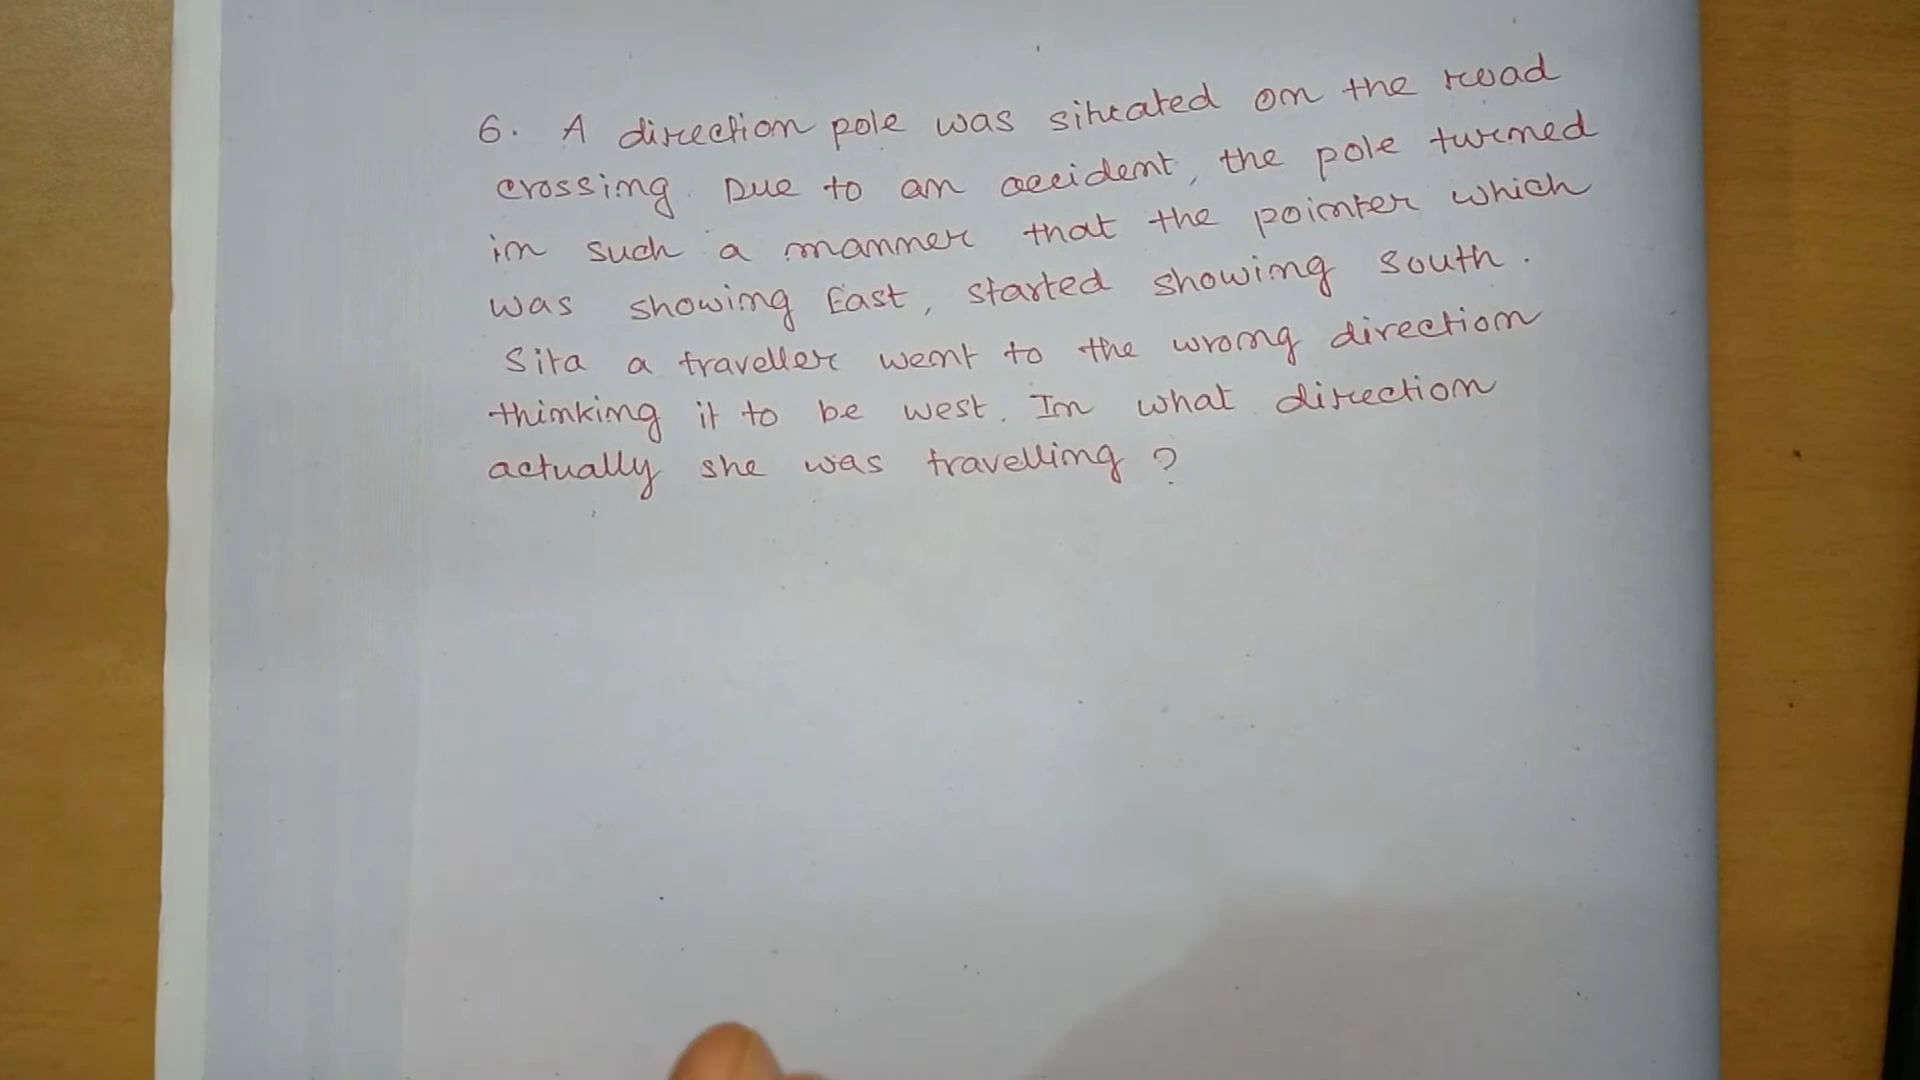 6. A direction pole was situated on the road
crossing. Due to an accident, the pole turned
in such a manner that the pointer which
was showing East, started showing South.
Sita a traveller went to the wrong direction
thinking it to be west. In what direction
actually she was travelling ?